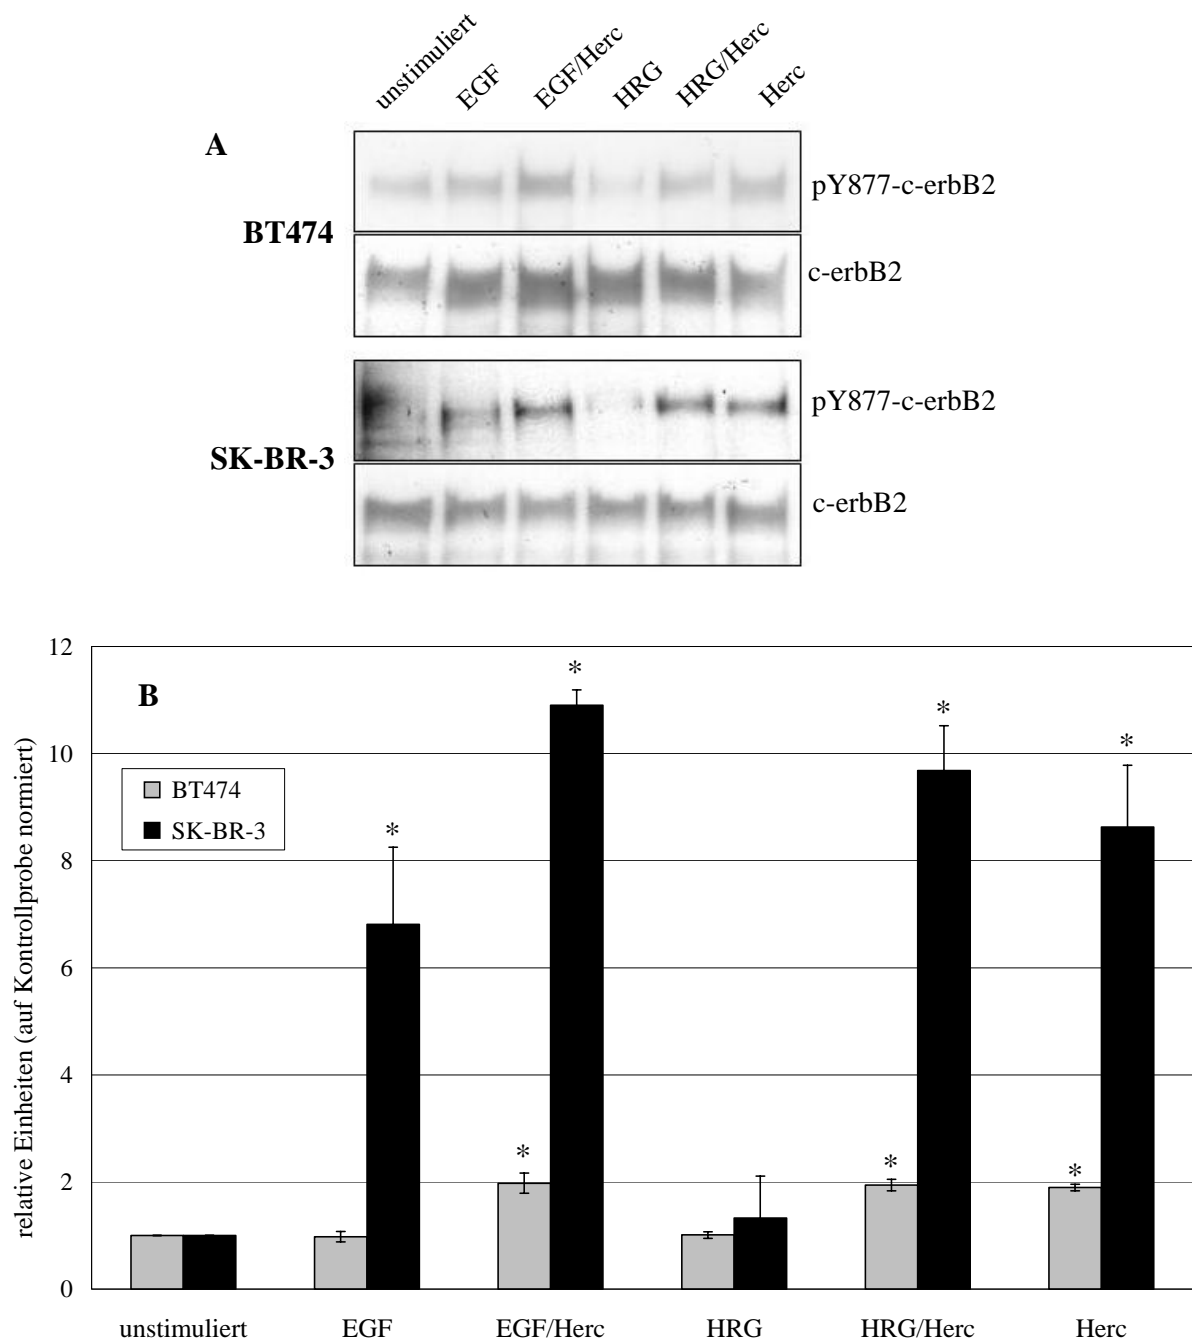 unstimuliert EGF EGF/Herc HRG HRG/Herc Herc
A
pY877-c-erbB2
BT474
c-erbB2
pY877-c-erbB2
SK-BR-3
c-erbB2
B
relative Einheiten (auf Kontrollprobe normiert)
12
10
8
6
4
2
0
BT474
SK-BR-3
*
*
*
*
*
*
*
unstimuliert EGF EGF/Herc HRG HRG/Herc Herc